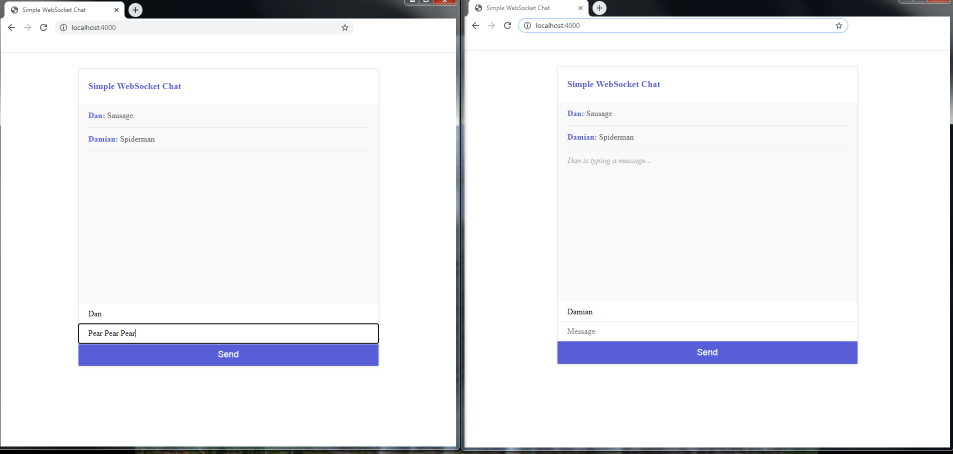 Simple WebSocket Chat
localhost:4000
Simple WebSocket Chat
Dan: Sausage
Damian: Spiderman
Dan
Pear Pear Pear
Send
Simple WebSocket Chat
localhost:4000
Simple WebSocket Chat
Dan: Sausage
Damian: Spiderman
Dan is typing a message...
Damian
Message
Send